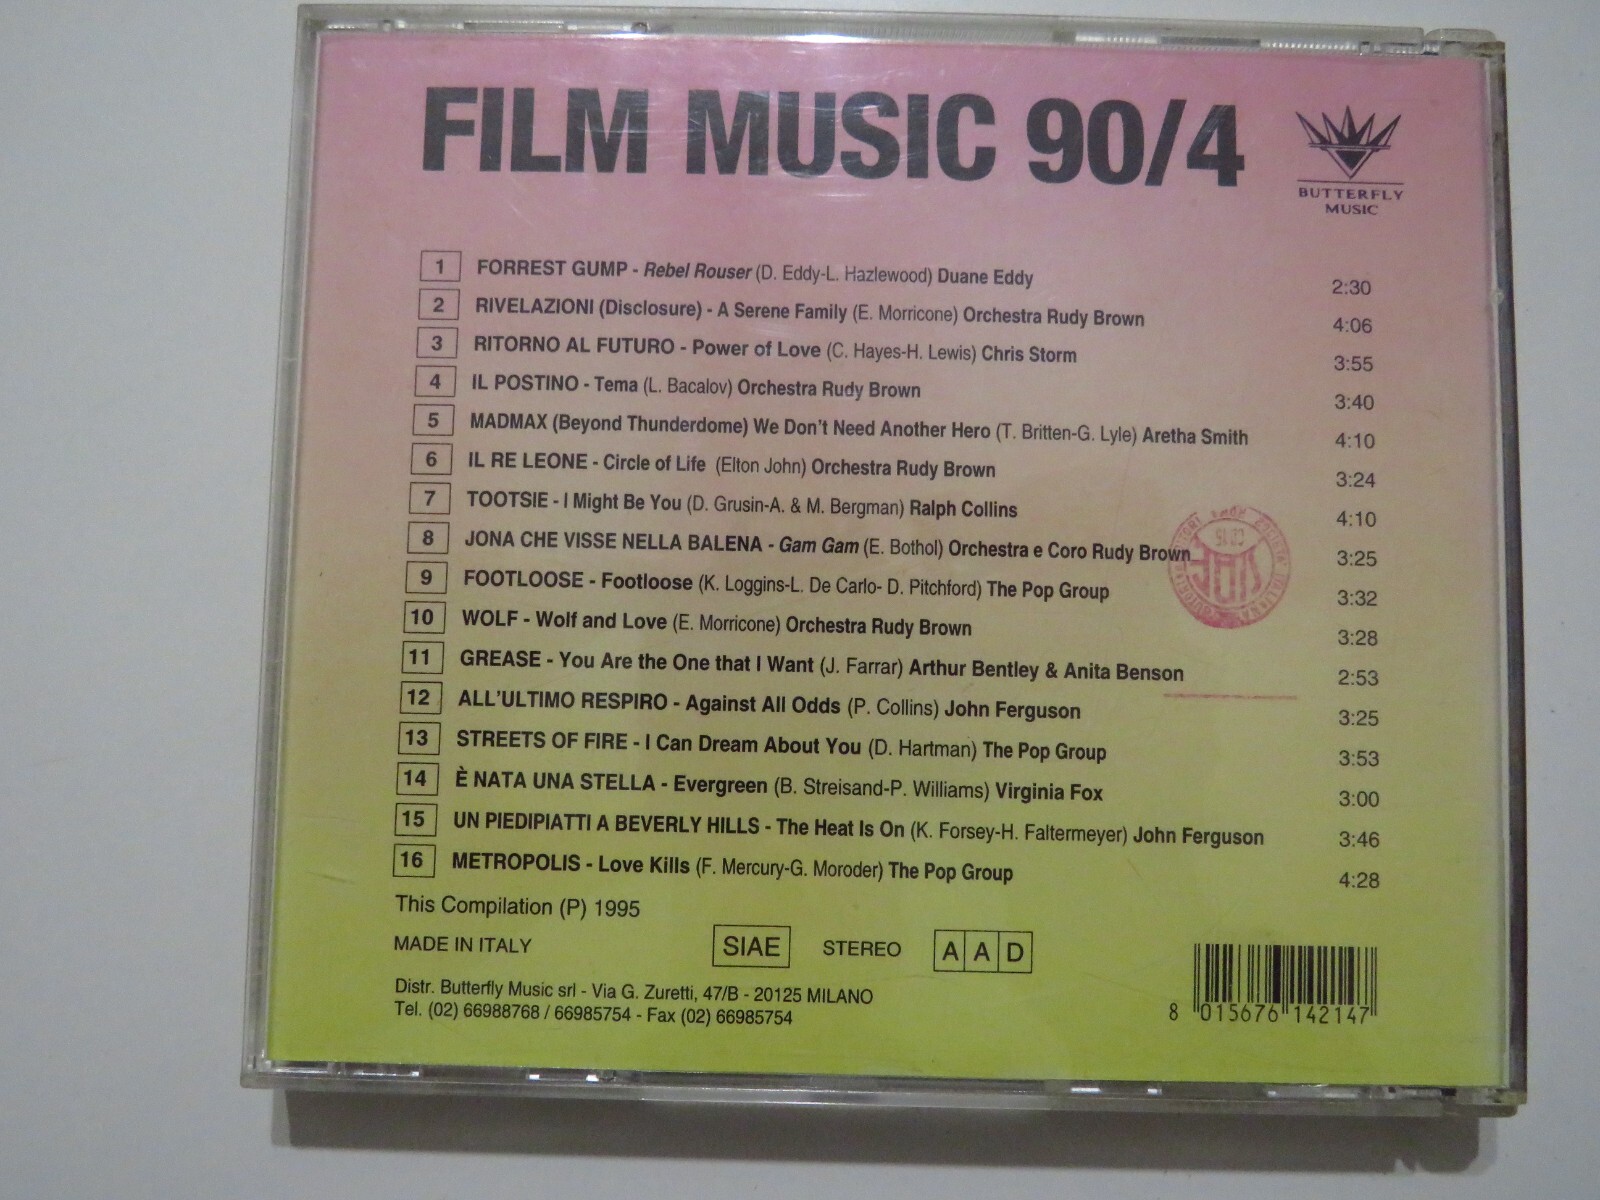 FILM MUSIC 90/4
BUTTERFLY
MUSIC
1 FORREST GUMP - Rebel Rouser (D. Eddy-L. Hazlewood) Duane Eddy 2:30
2 RIVELAZIONI (Disclosure) - A Serene Family (E. Morricone) Orchestra Rudy Brown 4:06
3 RITORNO AL FUTURO - Power of Love (C. Hayes-H. Lewis) Chris Storm 3:55
4 IL POSTINO - Tema (L. Bacalov) Orchestra Rudy Brown 3:40
5 MADMAX (Beyond Thunderdome) We Don't Need Another Hero (T. Britten-G. Lyle) Aretha Smith 4:10
6 IL RE LEONE - Circle of Life (Elton John) Orchestra Rudy Brown 3:24
7 TOOTSIE - I Might Be You (D. Grusin-A. & M. Bergman) Ralph Collins 4:10
8 JONA CHE VISSE NELLA BALENA - Gam Gam (E. Bothol) Orchestra e Coro Rudy Brown 3:25
9 FOOTLOOSE - Footloose (K. Loggins-L. De Carlo- D. Pitchford) The Pop Group 3:32
10 WOLF - Wolf and Love (E. Morricone) Orchestra Rudy Brown 3:28
11 GREASE - You Are the One that I Want (J. Farrar) Arthur Bentley & Anita Benson 2:53
12 ALL'ULTIMO RESPIRO - Against All Odds (P. Collins) John Ferguson 3:25
13 STREETS OF FIRE - I Can Dream About You (D. Hartman) The Pop Group 3:53
14 È NATA UNA STELLA - Evergreen (B. Streisand-P. Williams) Virginia Fox 3:00
15 UN PIEDIPIATTI A BEVERLY HILLS - The Heat Is On (K. Forsey-H. Faltermeyer) John Ferguson 3:46
16 METROPOLIS - Love Kills (F. Mercury-G. Moroder) The Pop Group 4:28
This Compilation (P) 1995
MADE IN ITALY SIAE STEREO AAD
Distr. Butterfly Music srl - Via G. Zuretti, 47/B - 20125 MILANO
Tel. (02) 66988768 / 66985754 - Fax (02) 66985754
8 015676 142147